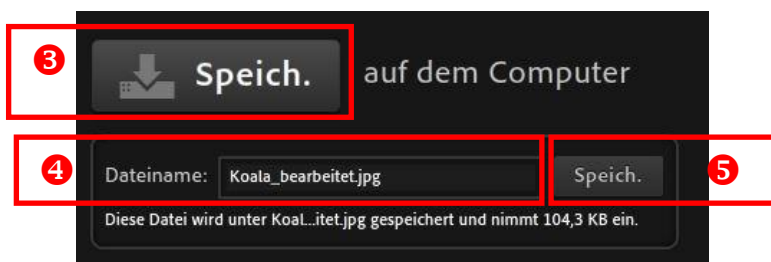 ❸ Speich. auf dem Computer
❹ Dateiname: Koala_bearbeitet.jpg Speich. ❺
Diese Datei wird unter Koal...itet.jpg gespeichert und nimmt 104,3 KB ein.